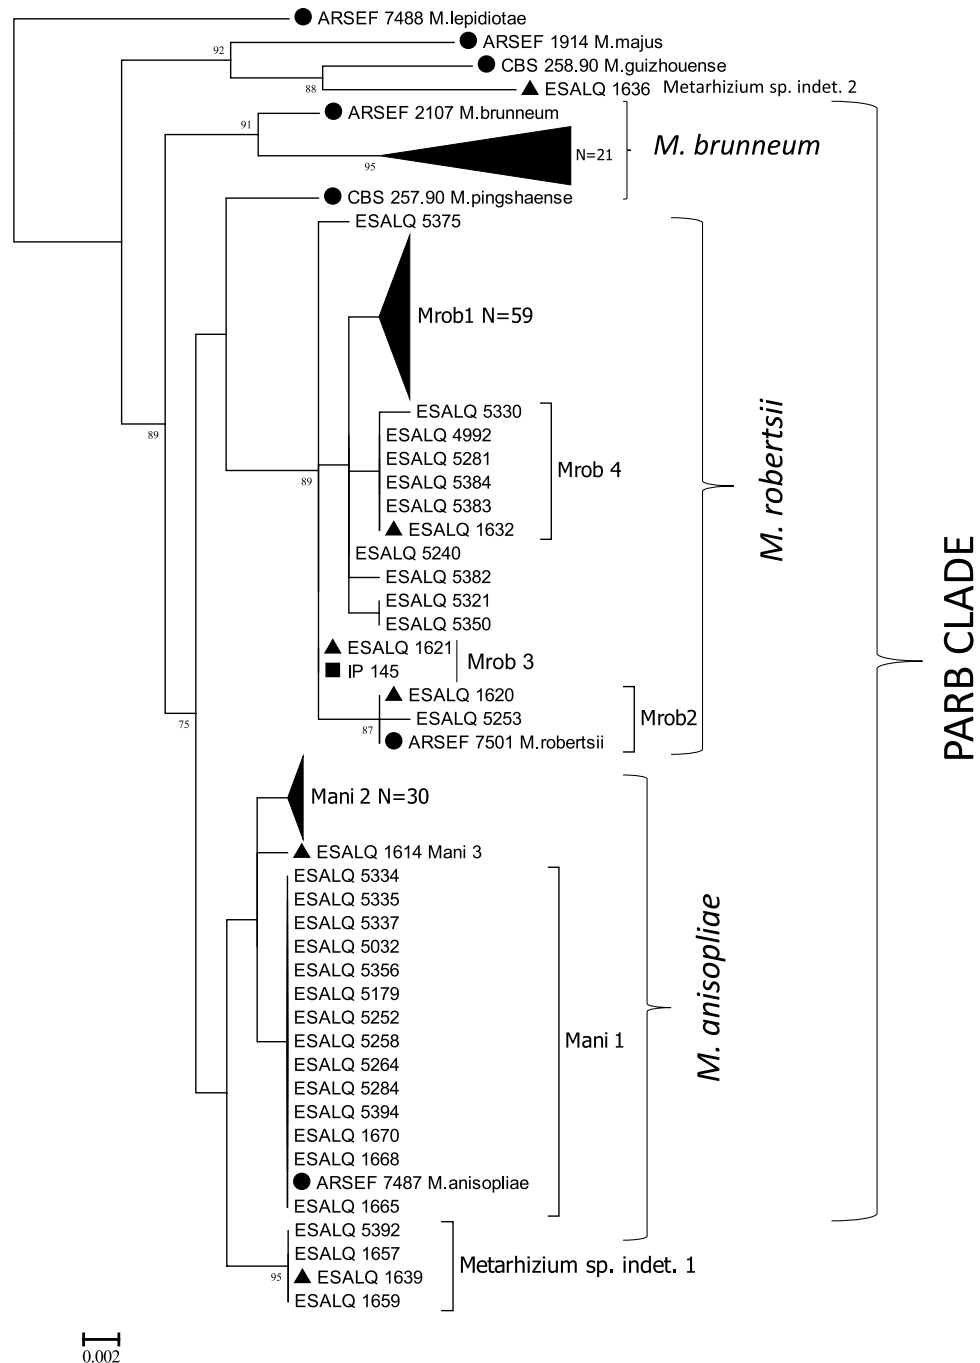 ARSEF 7488 M.lepidiotae
92
ARSEF 1914 M.majus
CBS 258.90 M.guizhouense
88
ESALQ 1636 Metarhizium sp. indet. 2
91
ARSEF 2107 M.brunneum
M. brunneum
95
N=21
CBS 257.90 M.pingshaense
ESALQ 5375
Mrob1 N=59
ESALQ 5330
ESALQ 4992
ESALQ 5281
ESALQ 5384
ESALQ 5383
ESALQ 1632
Mrob 4
M. robertsii
89
89
ESALQ 5240
ESALQ 5382
ESALQ 5321
ESALQ 5350
ESALQ 1621
IP 145
Mrob 3
PARB CLADE
ESALQ 1620
ESALQ 5253
87
ARSEF 7501 M.robertsii
Mrob2
75
Mani 2 N=30
ESALQ 1614 Mani 3
ESALQ 5334
ESALQ 5335
ESALQ 5337
ESALQ 5032
ESALQ 5356
ESALQ 5179
ESALQ 5252
ESALQ 5258
ESALQ 5264
ESALQ 5284
ESALQ 5394
ESALQ 1670
ESALQ 1668
ARSEF 7487 M.anisopliae
ESALQ 1665
Mani 1
M. anisopliae
ESALQ 5392
ESALQ 1657
95
ESALQ 1639
ESALQ 1659
Metarhizium sp. indet. 1
0.002